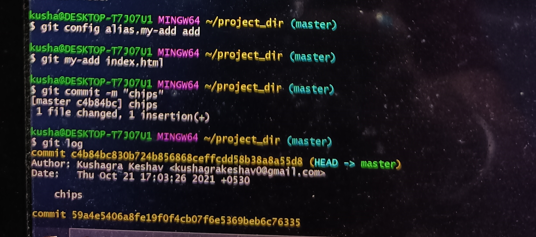 kusha@DESKTOP-T7J07U1 MINGW64 ~/project_dir (master)
$ git config alias.my-add add
kusha@DESKTOP-T7J07U1 MINGW64 ~/project_dir (master)
$ git my-add index.html
kusha@DESKTOP-T7J07U1 MINGW64 ~/project_dir (master)
$ git commit -m "chips"
[master c4b84bc] chips
1 file changed, 1 insertion(+)
kusha@DESKTOP-T7J07U1 MINGW64 ~/project_dir (master)
$ git log
commit c4b84bc830b724b856868ceffcdd58b38a8a55d8 (HEAD -> master)
Author: Kushagra Keshav <kushagrakeshav0@gmail.com>
Date: Thu Oct 21 17:03:26 2021 +0530
chips
commit 59a4e5406a8fe19f0f4cb07f6e5369beb6c76335